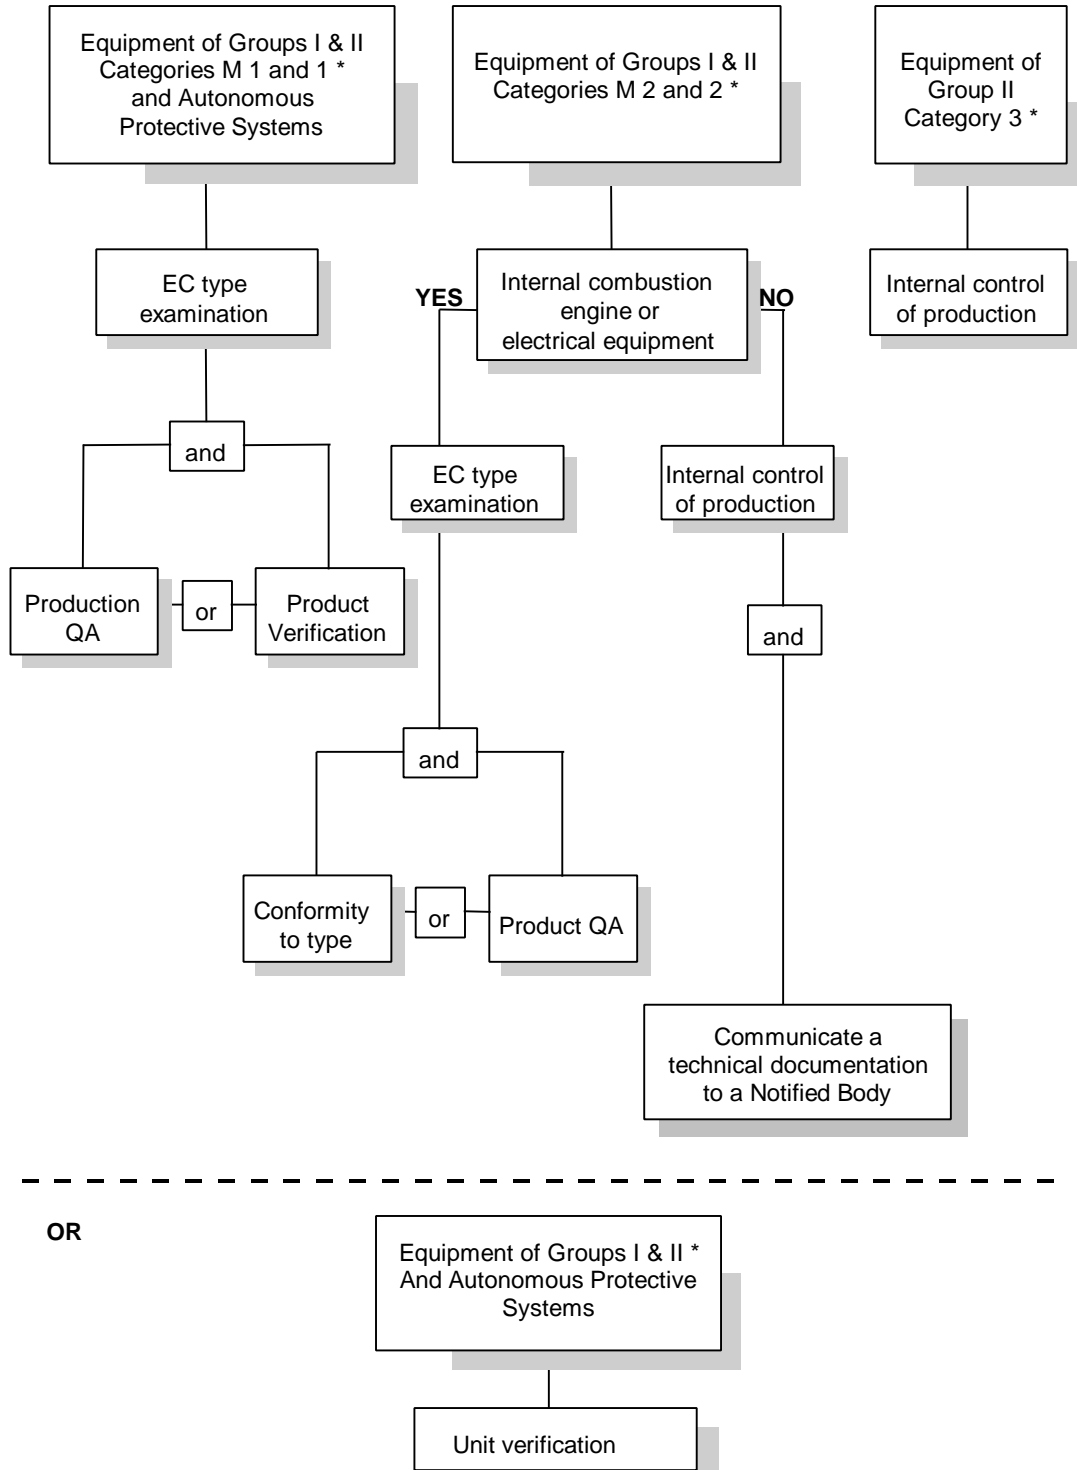 Equipment of Groups I & II
Categories M 1 and 1 *
and Autonomous
Protective Systems
Equipment of Groups I & II
Categories M 2 and 2 *
Equipment of
Group II
Category 3 *
EC type
examination
YES
Internal combustion
engine or
electrical equipment
NO
Internal control
of production
and
EC type
examination
Internal control
of production
Production
QA
or
Product
Verification
and
and
Conformity
to type
or
Product QA
Communicate a
technical documentation
to a Notified Body
OR
Equipment of Groups I & II *
And Autonomous Protective
Systems
Unit verification